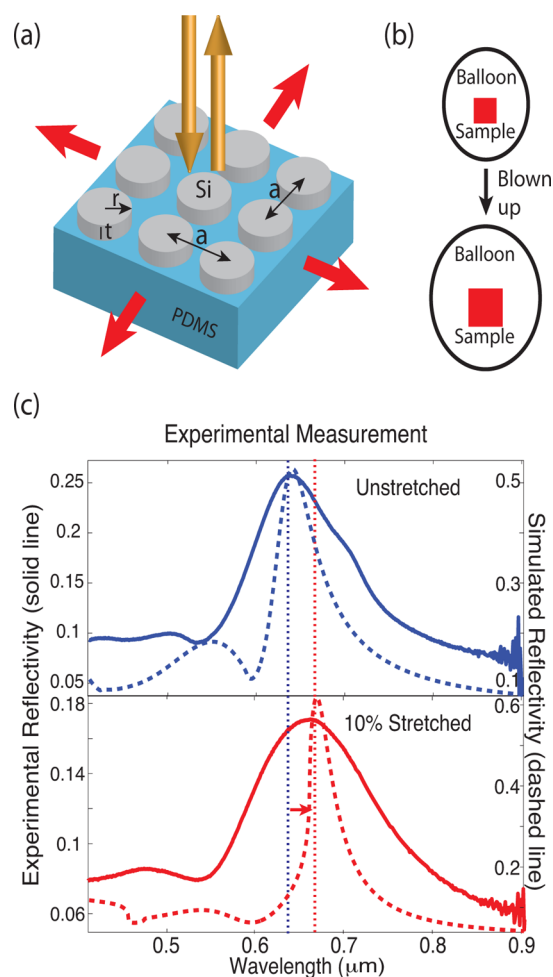 (a)
(b)
Si
r
t
a
a
PDMS
Balloon
Sample
Blown
up
Balloon
Sample
(c)
Experimental Measurement
Unstretched
0.25
0.2
0.15
0.1
0.05
0.5
0.3
0.1
10% Stretched
0.18
0.14
0.1
0.06
0.6
0.4
0.2
Experimental Reflectivity (solid line)
Simulated Reflectivity (dashed line)
0.5
0.6
0.7
0.8
0.9
Wavelength (μm)